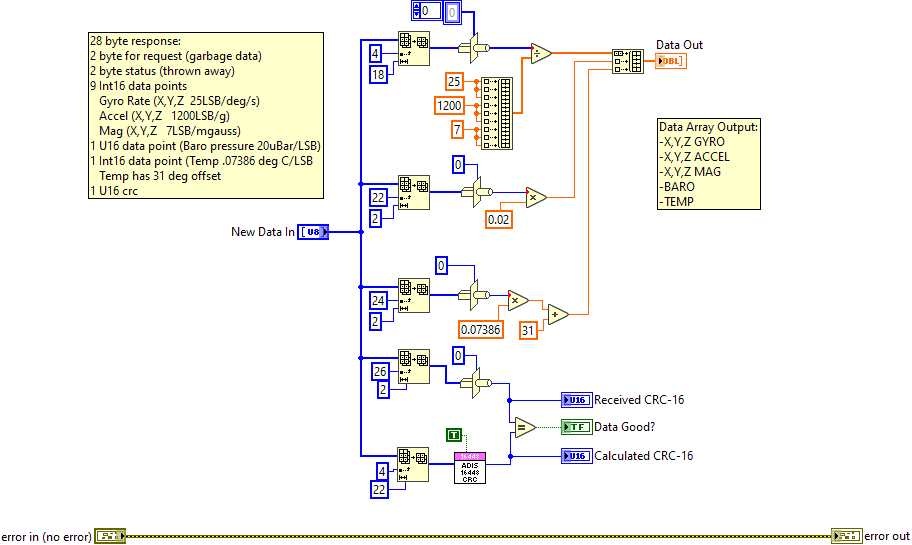 0
0
28 byte response:
2 byte for request (garbage data)
2 byte status (thrown away)
9 Int16 data points
Gyro Rate (X,Y,Z 25LSB/deg/s)
Accel (X,Y,Z 1200LSB/g)
Mag (X,Y,Z 7LSB/mgauss)
1 U16 data point (Baro pressure 20uBar/LSB)
1 Int16 data point (Temp .07386 deg C/LSB
Temp has 31 deg offset
1 U16 crc
4
18
÷
25
1200
7
Data Out
DBL
Data Array Output:
-X,Y,Z GYRO
-X,Y,Z ACCEL
-X,Y,Z MAG
-BARO
-TEMP
0
22
2
×
0.02
New Data In
U8
0
24
2
×
0.07386
+
31
0
26
2
U16
Received CRC-16
=
TF
Data Good?
U16
Calculated CRC-16
T
4
22
16448
ADIS
16448
CRC
error in (no error)
error out